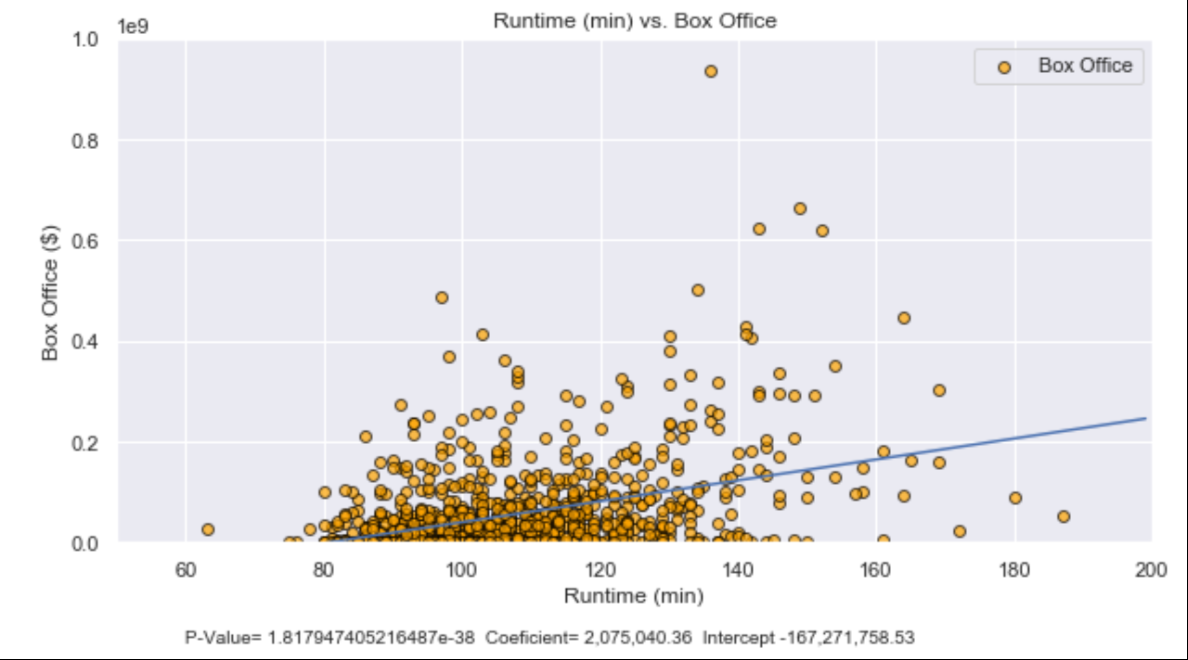 Runtime (min) vs. Box Office
1e9
1.0
Box Office
0.8
0.6
Box Office ($)
0.4
0.2
0.0
60 80 100 120 140 160 180 200
Runtime (min)
P-Value= 1.817947405216487e-38 Coeficient= 2,075,040.36 Intercept -167,271,758.53